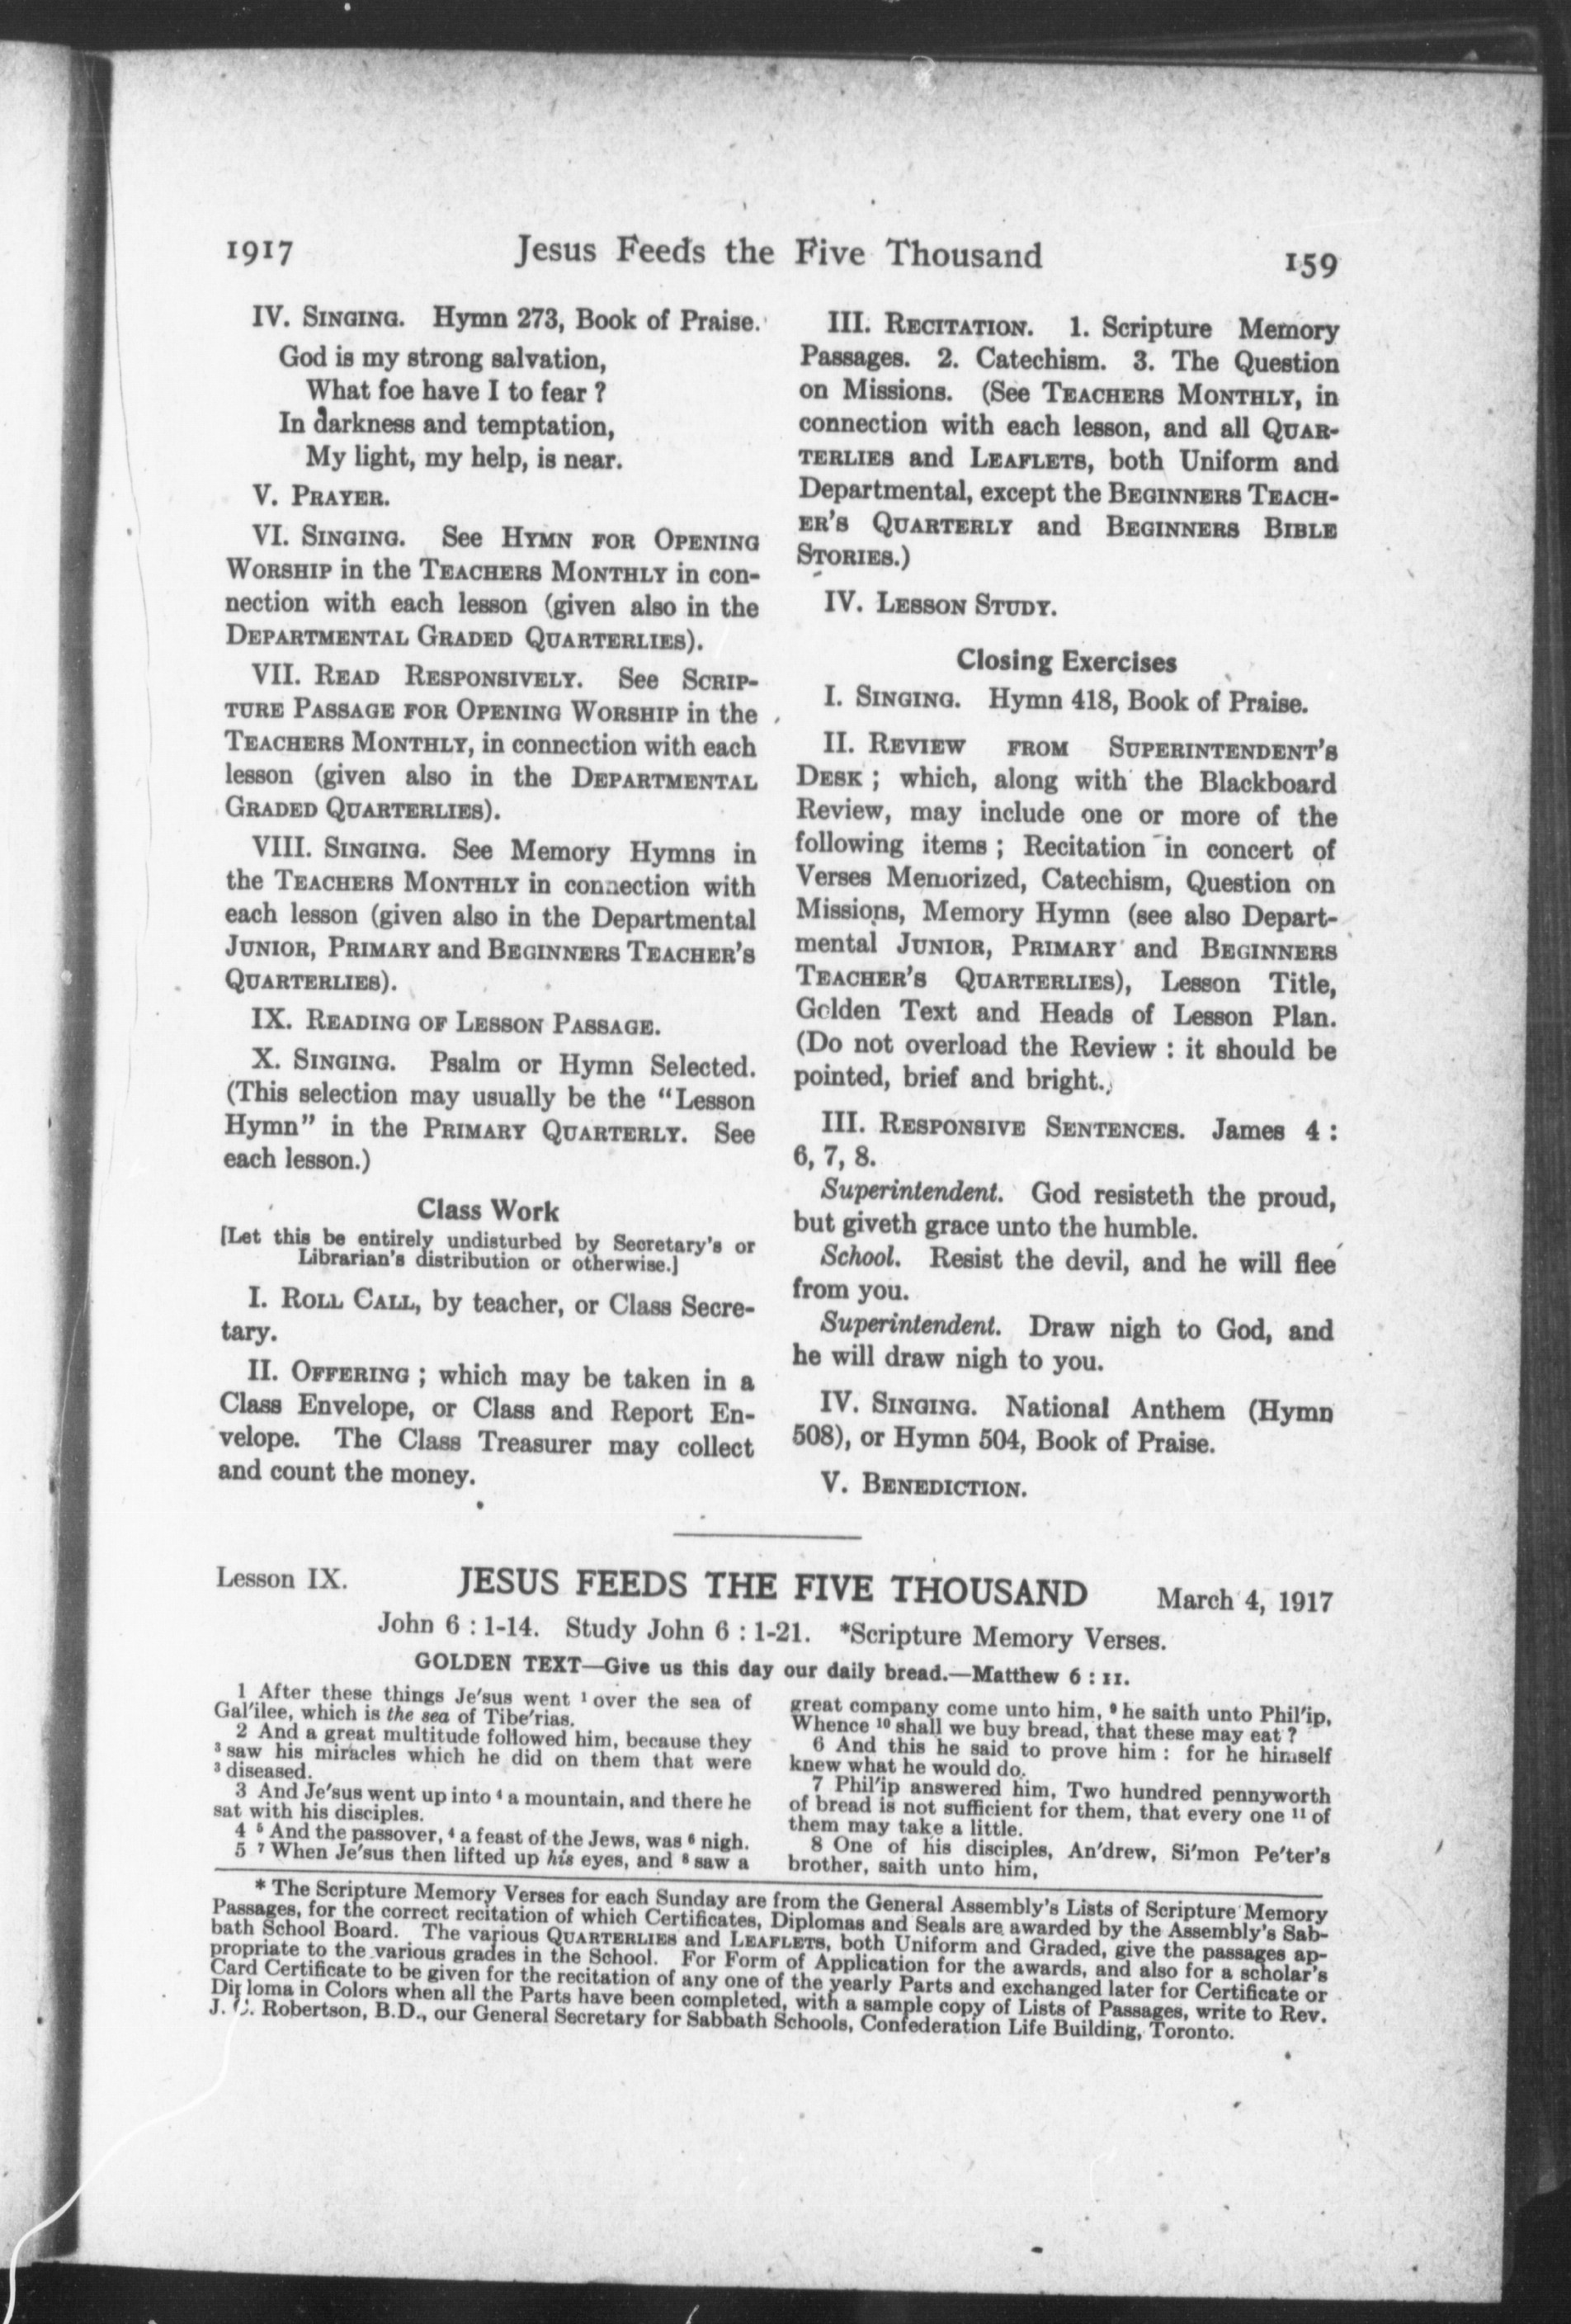 1917 Jesus Feeds the Five Thousand 159
IV. SINGING. Hymn 273, Book of Praise.
God is my strong salvation,
What foe have I to fear ?
In darkness and temptation,
My light, my help, is near.
V. PRAYER.
VI. SINGING. See HYMN FOR OPENING
WORSHIP in the TEACHERS MONTHLY in con-
nection with each lesson (given also in the
DEPARTMENTAL GRADED QUARTERLIES).
VII. READ RESPONSIVELY. See SCRIP-
TURE PASSAGE FOR OPENING WORSHIP in the
TEACHERS MONTHLY, in connection with each
lesson (given also in the DEPARTMENTAL
GRADED QUARTERLIES).
VIII. SINGING. See Memory Hymns in
the TEACHERS MONTHLY in connection with
each lesson (given also in the Departmental
JUNIOR, PRIMARY and BEGINNERS TEACHER'S
QUARTERLIES).
IX. READING OF LESSON PASSAGE.
X. SINGING. Psalm or Hymn Selected.
(This selection may usually be the "Lesson
Hymn" in the PRIMARY QUARTERLY. See
each lesson.)
Class Work
[Let this be entirely undisturbed by Secretary's or
Librarian's distribution or otherwise.]
I. ROLL CALL, by teacher, or Class Secre-
tary.
II. OFFERING ; which may be taken in a
Class Envelope, or Class and Report En-
velope. The Class Treasurer may collect
and count the money.
III. RECITATION. 1. Scripture Memory
Passages. 2. Catechism. 3. The Question
on Missions. (See TEACHERS MONTHLY, in
connection with each lesson, and all QUAR-
TERLIES and LEAFLETS, both Uniform and
Departmental, except the BEGINNERS TEACH-
ER'S QUARTERLY and BEGINNERS BIBLE
STORIES.)
IV. LESSON STUDY.
Closing Exercises
I. SINGING. Hymn 418, Book of Praise.
II. REVIEW FROM SUPERINTENDENT'S
DESK ; which, along with the Blackboard
Review, may include one or more of the
following items ; Recitation in concert of
Verses Memorized, Catechism, Question on
Missions, Memory Hymn (see also Depart-
mental JUNIOR, PRIMARY and BEGINNERS
TEACHER'S QUARTERLIES), Lesson Title,
Golden Text and Heads of Lesson Plan.
(Do not overload the Review : it should be
pointed, brief and bright.)
III. RESPONSIVE SENTENCES. James 4 :
6, 7, 8.
Superintendent. God resisteth the proud,
but giveth grace unto the humble.
School. Resist the devil, and he will flee
from you.
Superintendent. Draw nigh to God, and
he will draw nigh to you.
IV. SINGING. National Anthem (Hymn
508), or Hymn 504, Book of Praise.
V. BENEDICTION.
Lesson IX. JESUS FEEDS THE FIVE THOUSAND March 4, 1917
John 6 : 1-14. Study John 6 : 1-21. *Scripture Memory Verses.
GOLDEN TEXT—Give us this day our daily bread.—Matthew 6 : 11.
1 After these things Je'sus went ¹ over the sea of
Gal'ilee, which is the sea of Tibe'rias.
2 And a great multitude followed him, because they
³ saw his miracles which he did on them that were
³ diseased.
3 And Je'sus went up into ⁴ a mountain, and there he
sat with his disciples.
4 ⁵ And the passover, ⁴ a feast of the Jews, was ⁶ nigh.
5 ⁷ When Je'sus then lifted up his eyes, and ⁸ saw a
great company come unto him, ⁹ he saith unto Phil'ip,
Whence ¹⁰ shall we buy bread, that these may eat ?
6 And this he said to prove him : for he himself
knew what he would do.
7 Phil'ip answered him, Two hundred pennyworth
of bread is not sufficient for them, that every one ¹¹ of
them may take a little.
8 One of his disciples, An'drew, Si'mon Pe'ter's
brother, saith unto him,
* The Scripture Memory Verses for each Sunday are from the General Assembly's Lists of Scripture Memory
Passages, for the correct recitation of which Certificates, Diplomas and Seals are awarded by the Assembly's Sab-
bath School Board. The various QUARTERLIES and LEAFLETS, both Uniform and Graded, give the passages ap-
propriate to the various grades in the School. For Form of Application for the awards, and also for a scholar's
Card Certificate to be given for the recitation of any one of the yearly Parts and exchanged later for Certificate or
Diploma in Colors when all the Parts have been completed, with a sample copy of Lists of Passages, write to Rev.
J. C. Robertson, B.D., our General Secretary for Sabbath Schools, Confederation Life Building, Toronto.